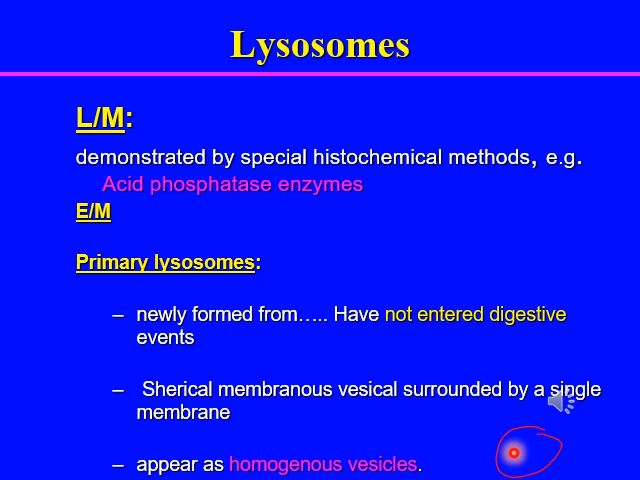 Lysosomes
L/M:
demonstrated by special histochemical methods, e.g.
Acid phosphatase enzymes
E/M
Primary lysosomes:
– newly formed from….. Have not entered digestive
events
– Sherical membranous vesical surrounded by a single
membrane
– appear as homogenous vesicles.